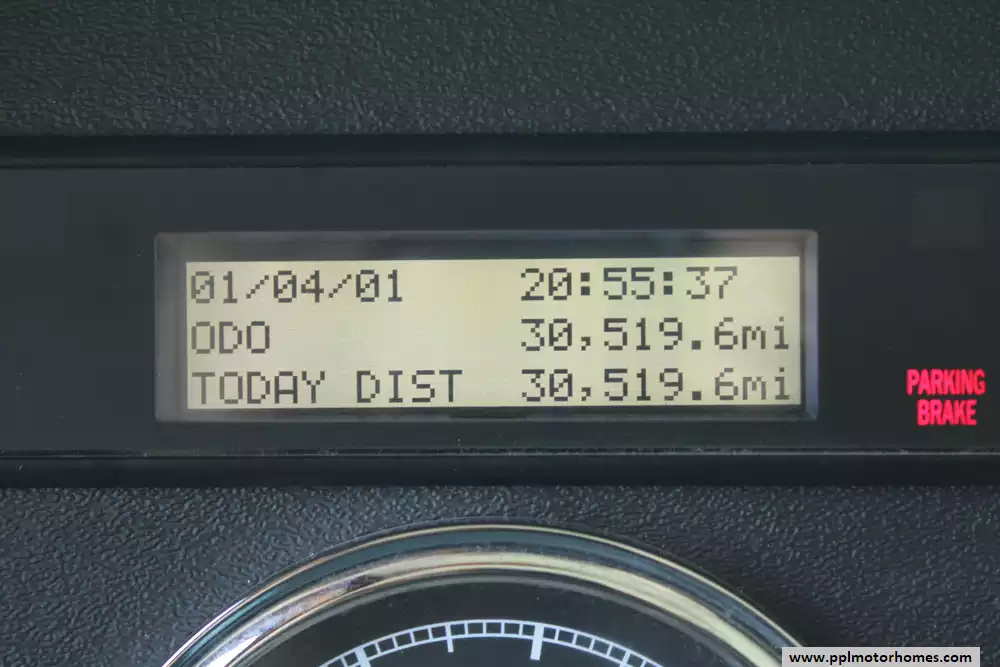 01/04/01 20:55:37
ODO 30,519.6mi
TODAY DIST 30,519.6mi
PARKING
BRAKE
www.pplmotorhomes.com